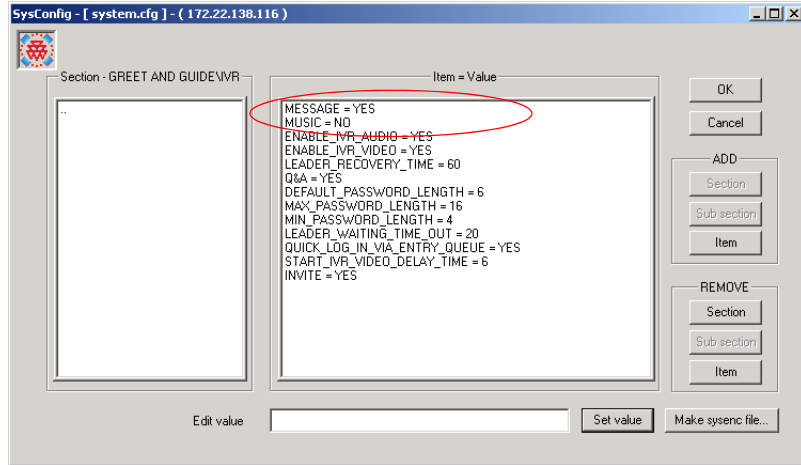 SysConfig - [ system.cfg ] - ( 172.22.138.116 )
Section - GREET AND GUIDE\IVR
..
Item = Value
MESSAGE = YES
MUSIC = NO
ENABLE_IVR_AUDIO = YES
ENABLE_IVR_VIDEO = YES
LEADER_RECOVERY_TIME = 60
Q&A = YES
DEFAULT_PASSWORD_LENGTH = 6
MAX_PASSWORD_LENGTH = 16
MIN_PASSWORD_LENGTH = 4
LEADER_WAITING_TIME_OUT = 20
QUICK_LOG_IN_VIA_ENTRY_QUEUE = YES
START_IVR_VIDEO_DELAY_TIME = 6
INVITE = YES
OK
Cancel
ADD
Section
Sub section
Item
REMOVE
Section
Sub section
Item
Edit value
Set value
Make sysenc file...